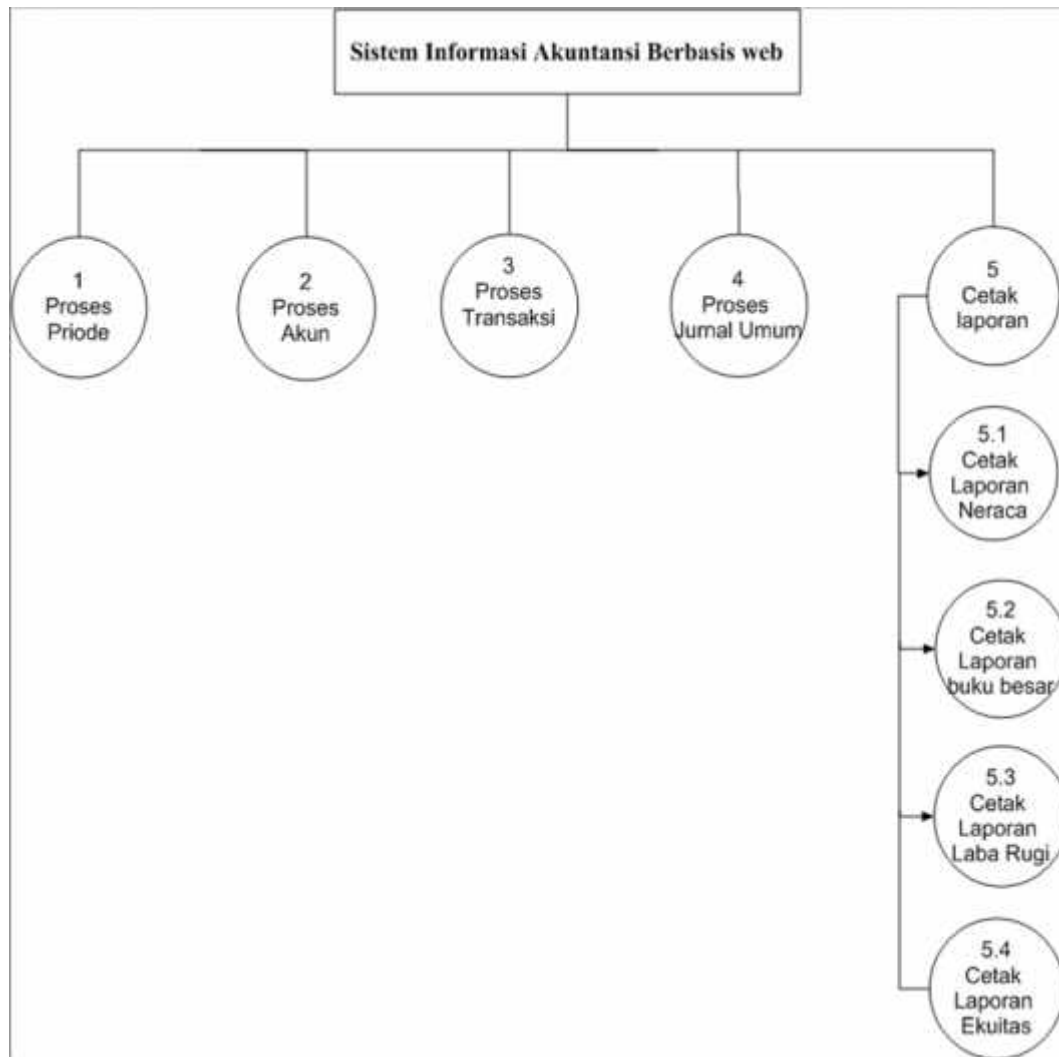 Sistem Informasi Akuntansi Berbasis web
1
Proses
Priode
2
Proses
Akun
3
Proses
Transaksi
4
Proses
Jurnal Umum
5
Cetak
laporan
5.1
Cetak
Laporan
Neraca
5.2
Cetak
Laporan
buku besar
5.3
Cetak
Laporan
Laba Rugi
5.4
Cetak
Laporan
Ekuitas